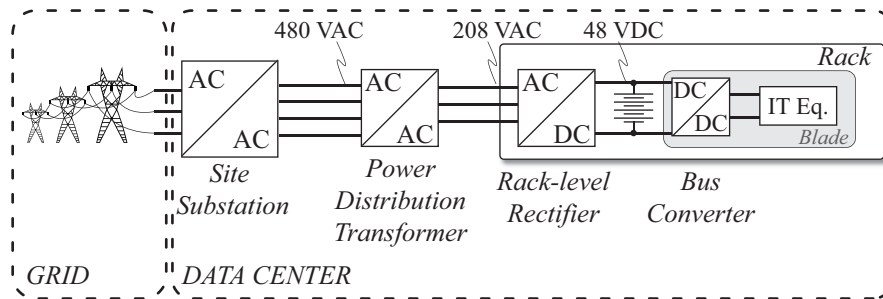 480 VAC
208 VAC
48 VDC
Rack
AC
AC
AC
AC
AC
DC
DC
DC
IT Eq.
Blade
Site
Substation
Power
Distribution
Transformer
Rack-level
Rectifier
Bus
Converter
GRID
DATA CENTER